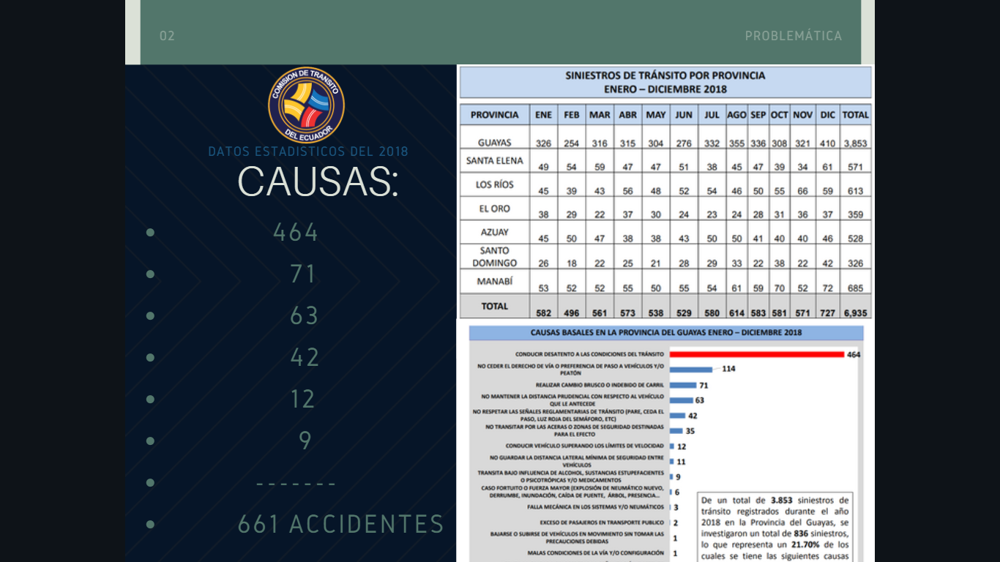 02
PROBLEMÁTICA
COMISION DE TRANSITO
DEL ECUADOR
DATOS ESTADISTICOS DEL 2018
CAUSAS:
• 464
• 71
• 63
• 42
• 12
• 9
• -------
• 661 ACCIDENTES
SINIESTROS DE TRÁNSITO POR PROVINCIA
ENERO – DICIEMBRE 2018
PROVINCIA ENE FEB MAR ABR MAY JUN JUL AGO SEP OCT NOV DIC TOTAL
GUAYAS 326 254 316 315 304 276 332 355 336 308 321 410 3,853
SANTA ELENA 49 54 59 47 47 51 38 45 47 39 34 61 571
LOS RÍOS 45 39 43 56 48 52 54 46 50 55 66 59 613
EL ORO 38 29 22 37 30 24 23 24 28 31 36 37 359
AZUAY 45 50 47 38 38 43 50 50 41 40 40 46 528
SANTO
DOMINGO 26 18 22 25 21 28 29 33 22 38 22 42 326
MANABÍ 53 52 52 55 50 55 54 61 59 70 52 72 685
TOTAL 582 496 561 573 538 529 580 614 583 581 571 727 6,935
CAUSAS BASALES EN LA PROVINCIA DEL GUAYAS ENERO – DICIEMBRE 2018
CONDUCIR DESATENTO A LAS CONDICIONES DEL TRÁNSITO 464
NO CEDER EL DERECHO DE VÍA O PREFERENCIA DE PASO A VEHÍCULOS Y/O
PEATÓN 114
REALIZAR CAMBIO BRUSCO O INDEBIDO DE CARRIL 71
NO MANTENER LA DISTANCIA PRUDENCIAL CON RESPECTO AL VEHÍCULO
QUE LE ANTECEDE 63
NO RESPETAR LAS SEÑALES REGLAMENTARIAS DE TRÁNSITO (PARE, CEDA EL
PASO, LUZ ROJA DEL SEMÁFORO, ETC) 42
NO TRANSITAR POR LAS ACERAS O ZONAS DE SEGURIDAD DESTINADAS
PARA EL EFECTO 35
CONDUCIR VEHÍCULO SUPERANDO LOS LÍMITES DE VELOCIDAD 12
NO GUARDAR LA DISTANCIA LATERAL MÍNIMA DE SEGURIDAD ENTRE
VEHÍCULOS 11
TRANSITA BAJO INFLUENCIA DE ALCOHOL, SUSTANCIAS ESTUPEFACIENTES
O PSICOTRÓPICAS Y/O MEDICAMENTOS 9
CASO FORTUITO O FUERZA MAYOR (EXPLOSIÓN DE NEUMÁTICO NUEVO,
DERRUMBE, INUNDACIÓN, CAÍDA DE PUENTE, ÁRBOL, PRESENCIA... 6
FALLA MECÁNICA EN LOS SISTEMAS Y/O NEUMÁTICOS 3
EXCESO DE PASAJEROS EN TRANSPORTE PUBLICO 2
BAJARSE O SUBIRSE DE VEHÍCULOS EN MOVIMIENTO SIN TOMAR LAS
PRECAUCIONES DEBIDAS 1
MALAS CONDICIONES DE LA VÍA Y/O CONFIGURACIÓN 1
De un total de 3.853 siniestros de
tránsito registrados durante el año
2018 en la Provincia del Guayas, se
investigaron un total de 836 siniestros,
lo que representa un 21.70% de los
cuales se tiene las siguientes causas